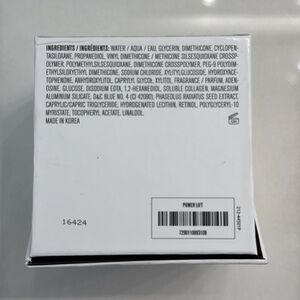 INGREDIENTS / INGRÉDIENTS: WATER / AQUA / EAU, GLYCERIN, DIMETHICONE, CYCLOPEN-
TASILOXANE, PROPANEDIOL, VINYL DIMETHICONE / METHICONE SILSESQUIOXANE CROSSP-
OLYMER, POLYMETHYLSILSESQUIOXANE, DIMETHICONE CROSSPOLYMER, PEG-9 POLYDIM-
ETHYLSILOXYETHYL DIMETHICONE, SODIUM CHLORIDE, XYLITYLGLUCOSIDE, HYDROXYACE-
TOPHENONE, ANHYDROXYLITOL, CAPRYLYL GLYCOL, XYLITOL, FRAGRANCE / PARFUM, ADEN-
OSINE, GLUCOSE, DISODIUM EDTA, 1,2-HEXANEDIOL, SOLUBLE COLLAGEN, MAGNESIUM
ALUMINUM SILICATE, D&C BLUE NO. 4 (CI 42090), PHASEOLUS RADIATUS SEED EXTRACT,
CAPRYLIC/CAPRIC TRIGLYCERIDE, HYDROGENATED LECITHIN, RETINOL, POLYGLYCERYL-10
MYRISTATE, TOCOPHERYL ACETATE, LINALOOL.
MADE IN KOREA
16424
POWER LIFT
7290110993108